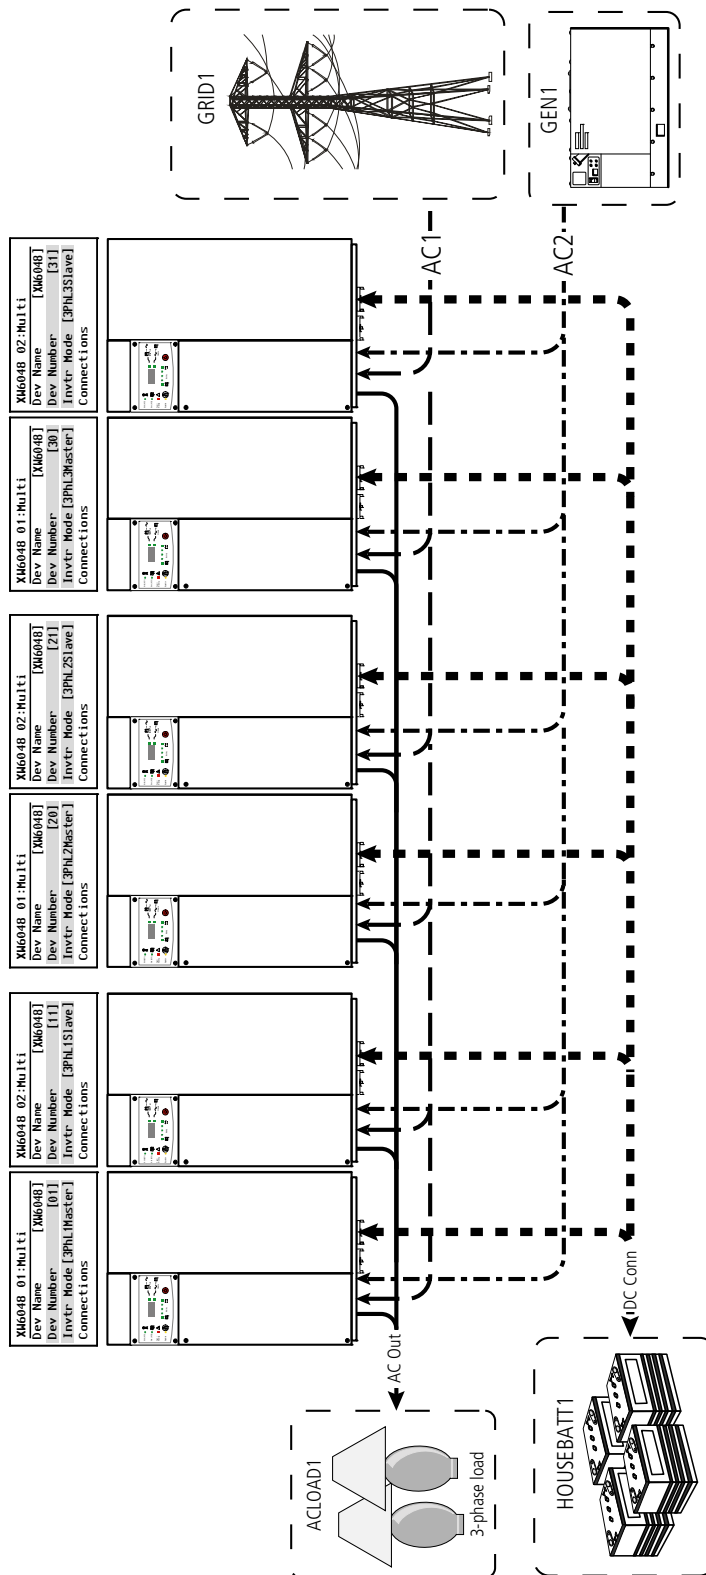 XW6048 01:Multi
Dev Name [XW6048]
Dev Number [01]
Invtr Mode [3PhL1Master]
Connections
XW6048 02:Multi
Dev Name [XW6048]
Dev Number [11]
Invtr Mode [3PhL1Slave]
Connections
XW6048 01:Multi
Dev Name [XW6048]
Dev Number [20]
Invtr Mode [3PhL2Master]
Connections
XW6048 02:Multi
Dev Name [XW6048]
Dev Number [21]
Invtr Mode [3PhL2Slave]
Connections
XW6048 01:Multi
Dev Name [XW6048]
Dev Number [30]
Invtr Mode [3PhL3Master]
Connections
XW6048 02:Multi
Dev Name [XW6048]
Dev Number [31]
Invtr Mode [3PhL3Slave]
Connections
GRID1
ACLOAD1
AC Out
AC1
3-phase load
GEN1
AC2
HOUSEBATT1
DC Conn